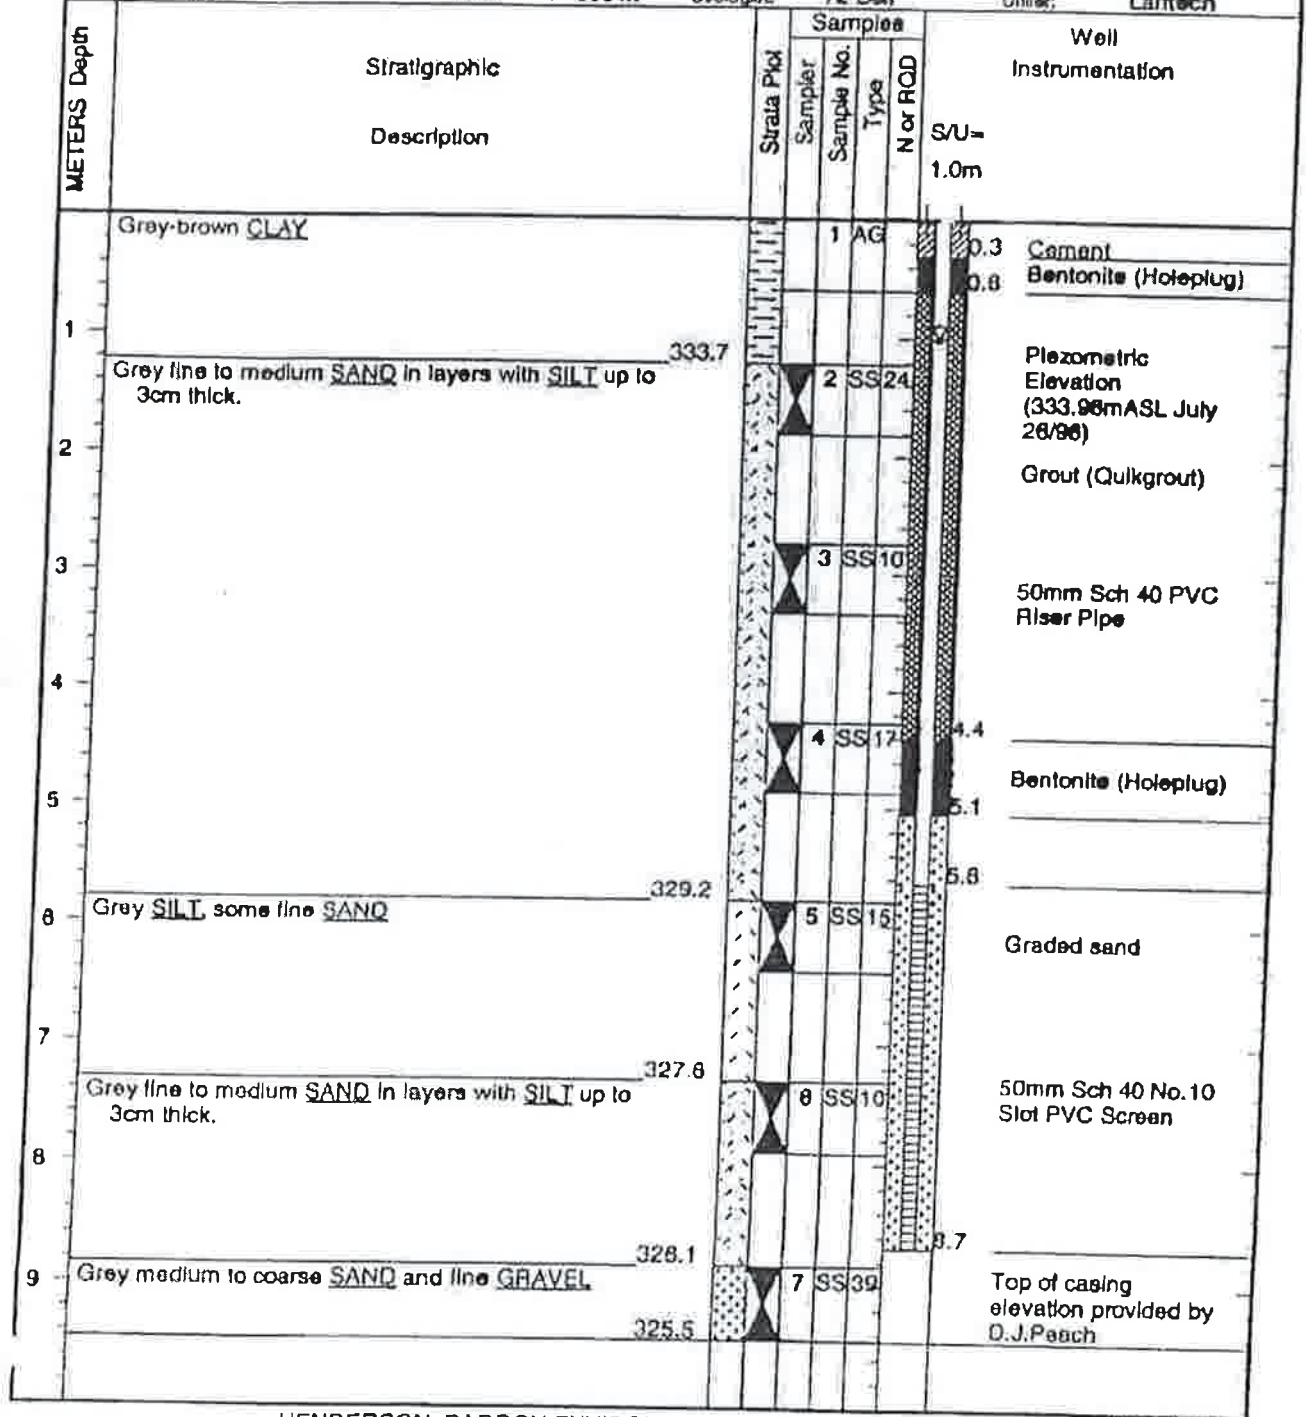 Lantech
METERS Depth
Stratigraphic
Description
Strata Plot
Samples
Sampler
Sample No.
Type
N or RQD
Well
Instrumentation
S/U=
1.0m
Grey-brown CLAY
1 AG
0.3 Cement
0.6 Bentonite (Holeplug)
1
333.7
Grey fine to medium SAND in layers with SILT up to
3cm thick.
2 SS 24
Piezometric
Elevation
(333.96mASL July
26/96)
2
Grout (Quikgrout)
3
3 SS 10
50mm Sch 40 PVC
Riser Pipe
4
4 SS 17
4.4
Bentonite (Holeplug)
5
5.1
5.6
329.2
Grey SILT, some fine SAND
6
5 SS 15
Graded sand
7
327.6
Grey fine to medium SAND in layers with SILT up to
3cm thick.
6 SS 10
50mm Sch 40 No.10
Slot PVC Screen
8
8.7
326.1
9
Grey medium to coarse SAND and fine GRAVEL
7 SS 39
Top of casing
elevation provided by
D.J.Peach
325.5